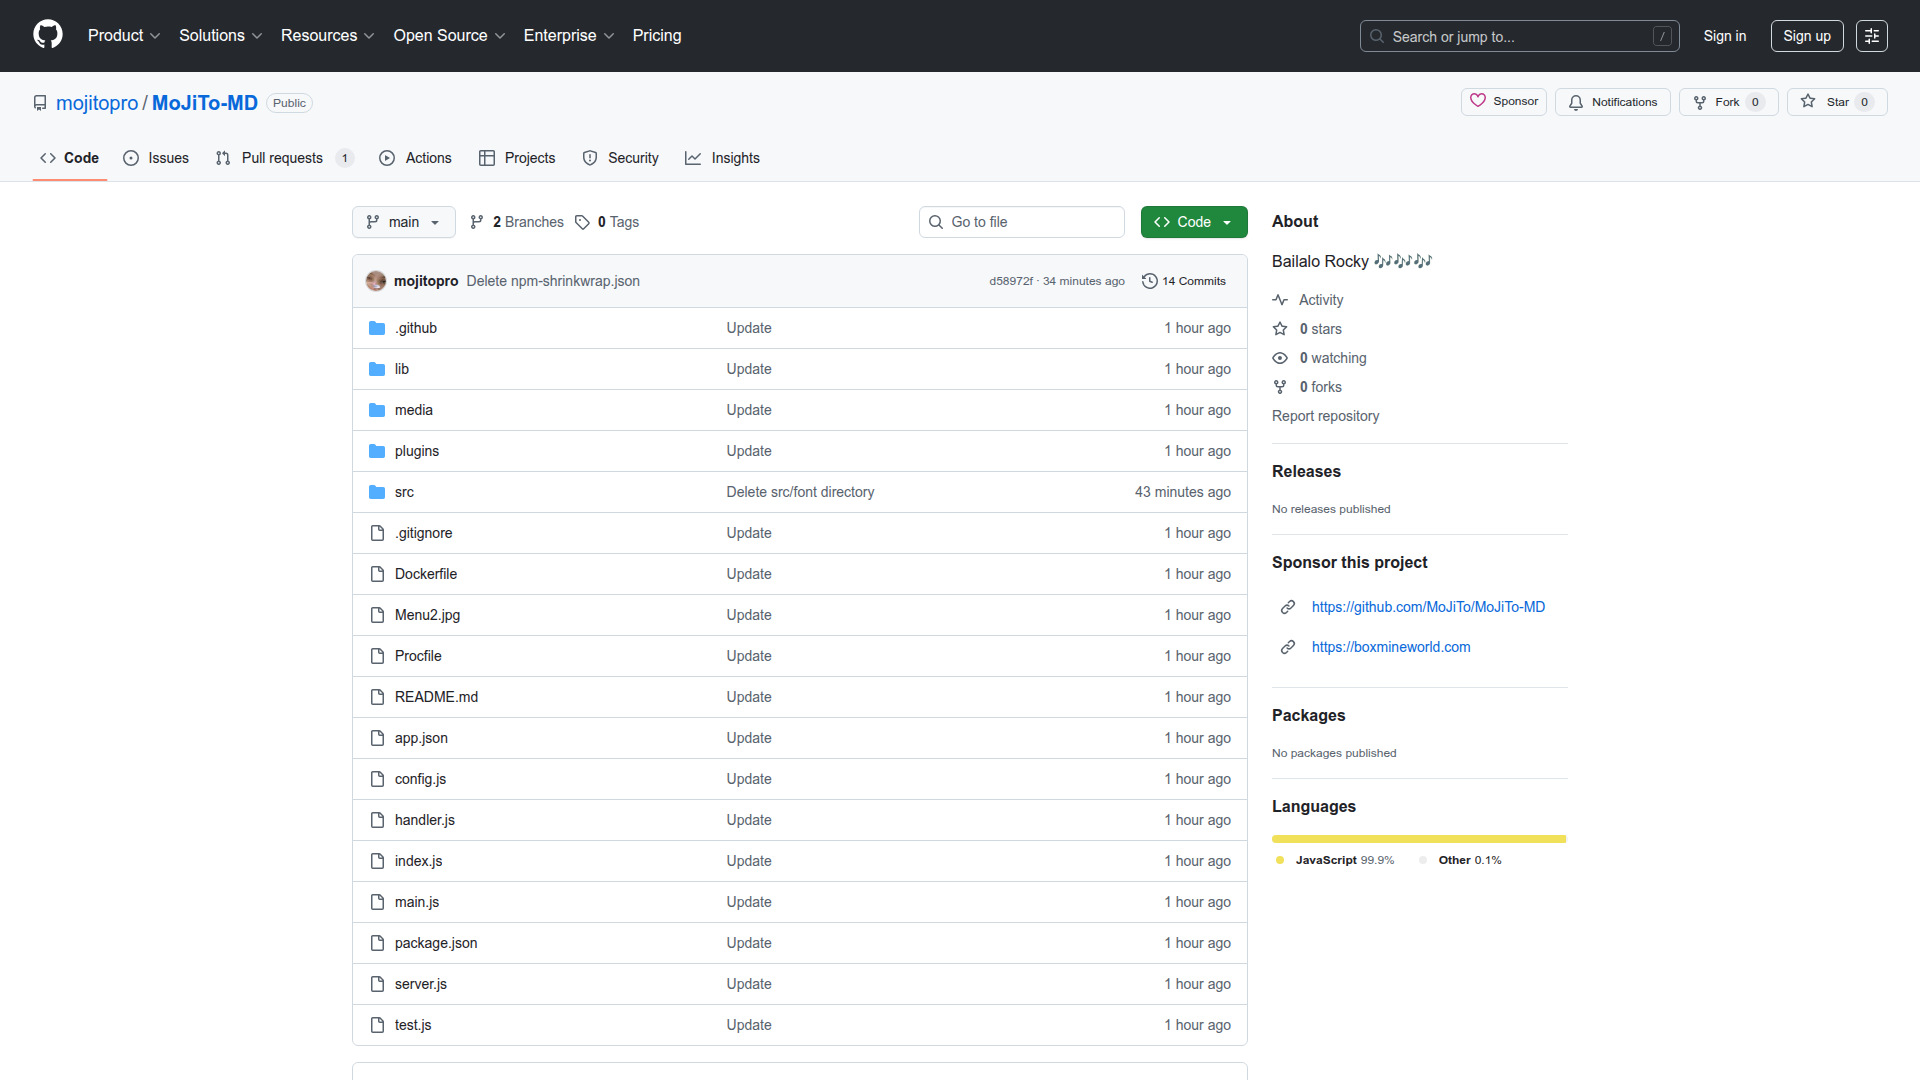 Product
Solutions
Resources
Open Source
Enterprise
Pricing
Search or jump to...
/
Sign in
Sign up
mojitopro / MoJiTo-MD
Public
Sponsor
Notifications
Fork 0
Star 0
Code
Issues
Pull requests 1
Actions
Projects
Security
Insights
main
2 Branches
0 Tags
Go to file
Code
mojitopro Delete npm-shrinkwrap.json
d58972f · 34 minutes ago
14 Commits
.github Update 1 hour ago
lib Update 1 hour ago
media Update 1 hour ago
plugins Update 1 hour ago
src Delete src/font directory 43 minutes ago
.gitignore Update 1 hour ago
Dockerfile Update 1 hour ago
Menu2.jpg Update 1 hour ago
Procfile Update 1 hour ago
README.md Update 1 hour ago
app.json Update 1 hour ago
config.js Update 1 hour ago
handler.js Update 1 hour ago
index.js Update 1 hour ago
main.js Update 1 hour ago
package.json Update 1 hour ago
server.js Update 1 hour ago
test.js Update 1 hour ago
About
Bailalo Rocky 🎶🎶🎶
Activity
0 stars
0 watching
0 forks
Report repository
Releases
No releases published
Sponsor this project
https://github.com/MoJiTo/MoJiTo-MD
https://boxmineworld.com
Packages
No packages published
Languages
JavaScript 99.9%
Other 0.1%